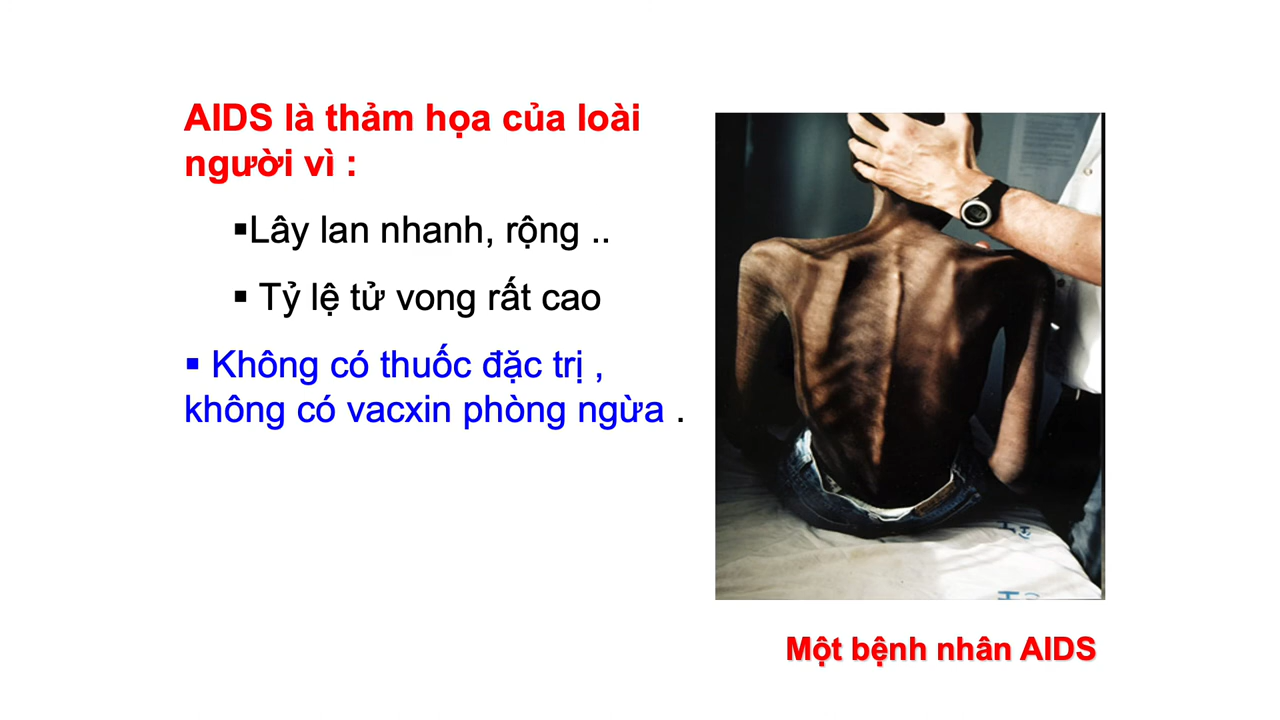 AIDS là thảm họa của loài
người vì :
▪Lây lan nhanh, rộng ..
▪ Tỷ lệ tử vong rất cao
▪ Không có thuốc đặc trị ,
không có vacxin phòng ngừa .
Một bệnh nhân AIDS